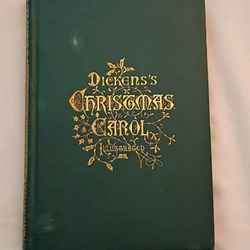 DICKENS'S
CHRISTMAS
CAROL
ILLUSTRATED